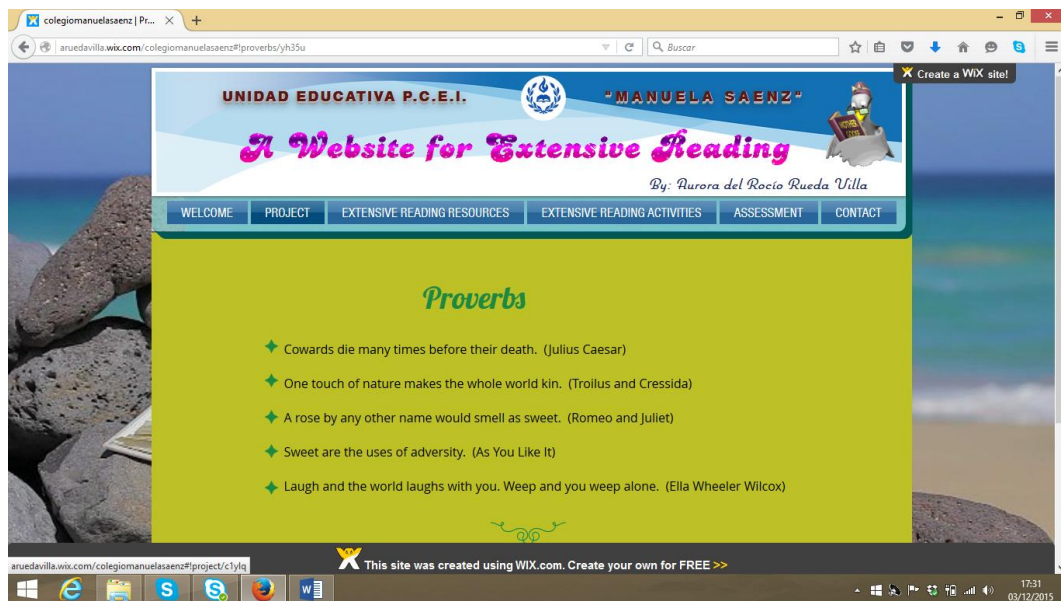 colegiomanuelasaenz | Pr...
aruedavilla.wix.com/colegiomanuelasaenz#!proverbs/yh35u
Buscar
Create a WiX site!
UNIDAD EDUCATIVA P.C.E.I. "MANUELA SAENZ"
A Website for Extensive Reading
By: Aurora del Rocío Rueda Villa
WELCOME PROJECT EXTENSIVE READING RESOURCES EXTENSIVE READING ACTIVITIES ASSESSMENT CONTACT
Proverbs
Cowards die many times before their death. (Julius Caesar)
One touch of nature makes the whole world kin. (Troilus and Cressida)
A rose by any other name would smell as sweet. (Romeo and Juliet)
Sweet are the uses of adversity. (As You Like It)
Laugh and the world laughs with you. Weep and you weep alone. (Ella Wheeler Wilcox)
aruedavilla.wix.com/colegiomanuelasaenz#!project/c1ylq
This site was created using WIX.com. Create your own for FREE >>
17:31
03/12/2015